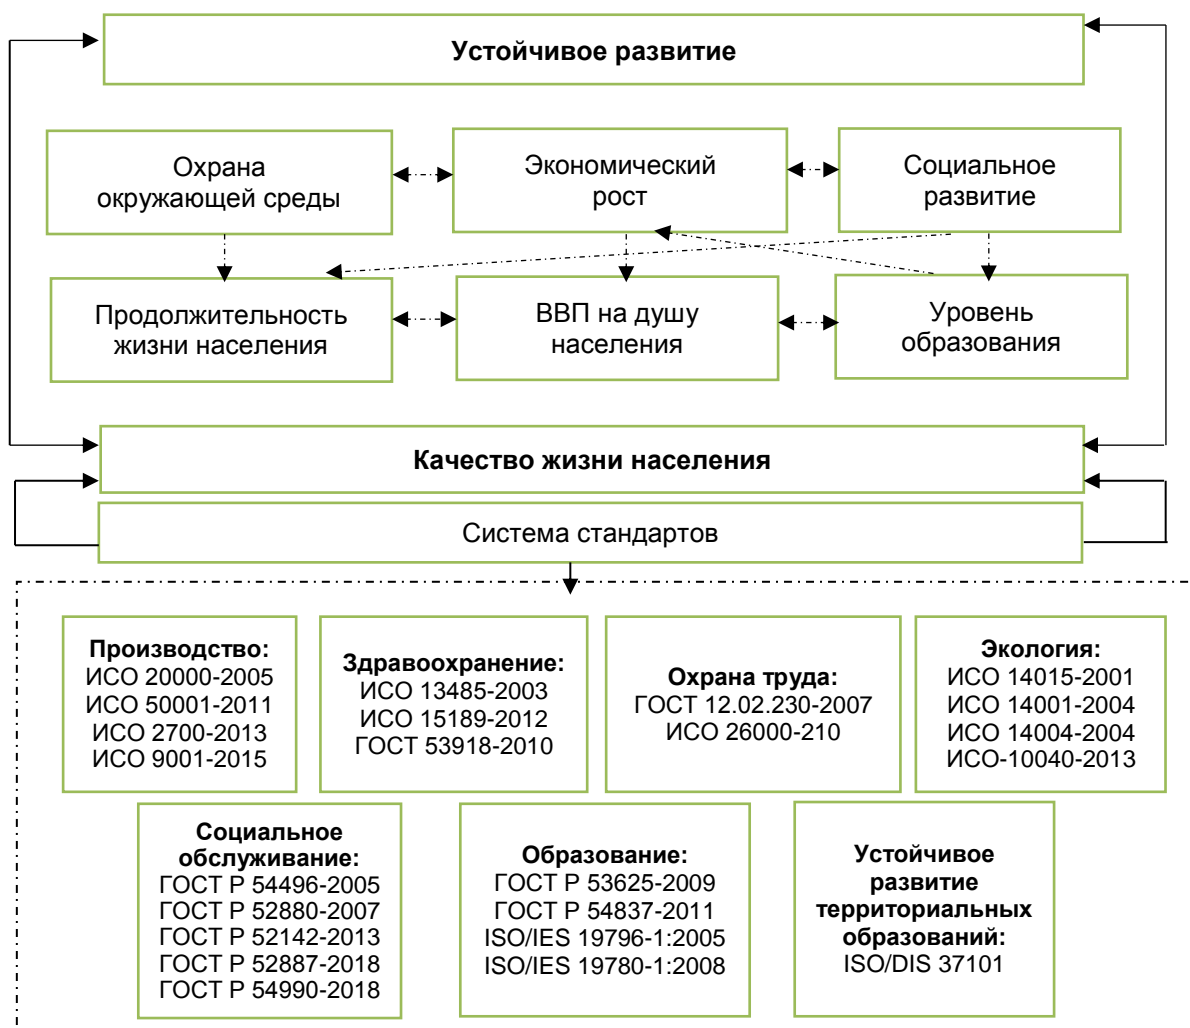 Устойчивое развитие
Охрана
окружающей среды
Экономический
рост
Социальное
развитие
Продолжительность
жизни населения
ВВП на душу
населения
Уровень
образования
Качество жизни населения
Система стандартов
Производство:
ИСО 20000-2005
ИСО 50001-2011
ИСО 2700-2013
ИСО 9001-2015
Здравоохранение:
ИСО 13485-2003
ИСО 15189-2012
ГОСТ 53918-2010
Охрана труда:
ГОСТ 12.02.230-2007
ИСО 26000-210
Экология:
ИСО 14015-2001
ИСО 14001-2004
ИСО 14004-2004
ИСО-10040-2013
Социальное
обслуживание:
ГОСТ Р 54496-2005
ГОСТ Р 52880-2007
ГОСТ Р 52142-2013
ГОСТ Р 52887-2018
ГОСТ Р 54990-2018
Образование:
ГОСТ Р 53625-2009
ГОСТ Р 54837-2011
ISO/IES 19796-1:2005
ISO/IES 19780-1:2008
Устойчивое
развитие
территориальных
образований:
ISO/DIS 37101